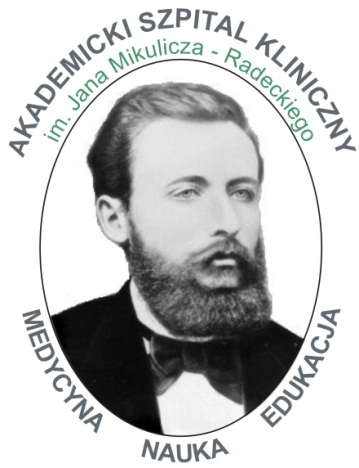 AKADEMICKI SZPITAL KLINICZNY
im. Jana Mikulicza - Radeckiego
MEDYCYNA
NAUKA
EDUKACJA